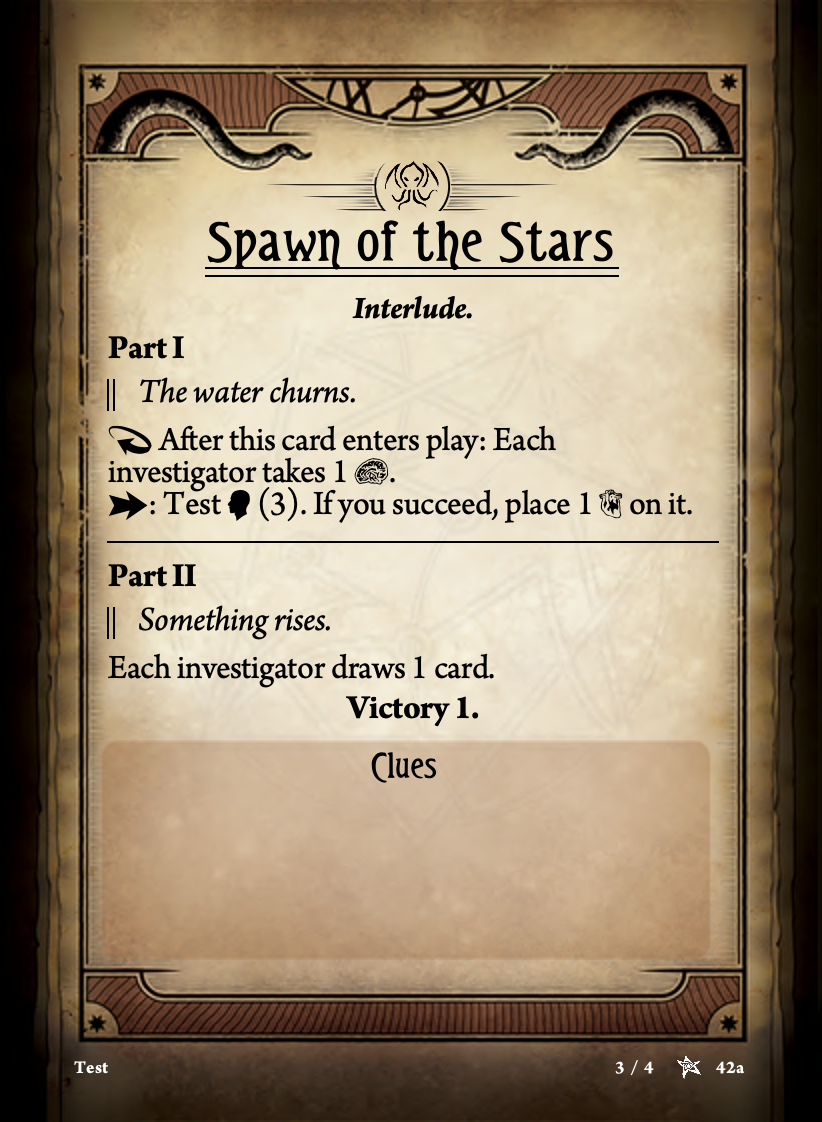 Spawn of the Stars
Interlude.
Part I
The water churns.
After this card enters play: Each
investigator takes 1 .
: Test (3). If you succeed, place 1 on it.
Part II
Something rises.
Each investigator draws 1 card.
Victory 1.
Clues
Test 3 / 4 42a